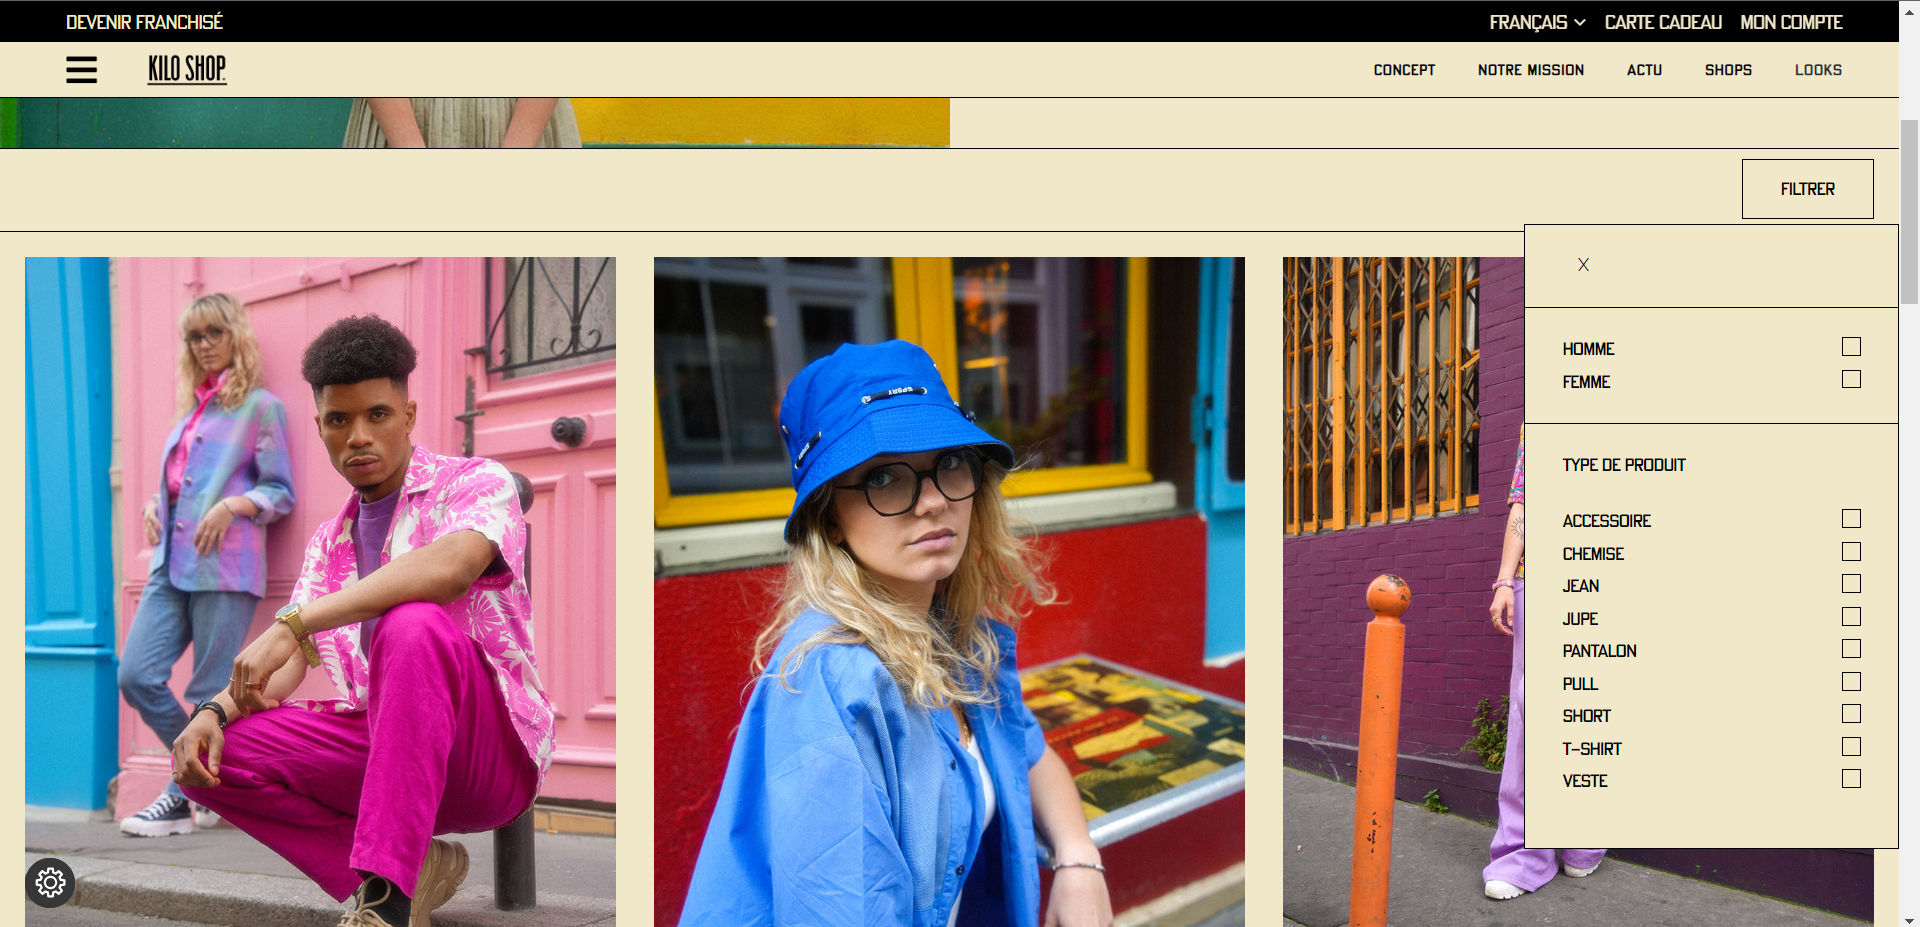 DEVENIR FRANCHISÉ
FRANÇAIS
CARTE CADEAU
MON COMPTE
KILO SHOP
CONCEPT
NOTRE MISSION
ACTU
SHOPS
LOOKS
FILTRER
X
HOMME
FEMME
TYPE DE PRODUIT
ACCESSOIRE
CHEMISE
JEAN
JUPE
PANTALON
PULL
SHORT
T-SHIRT
VESTE
SPORT